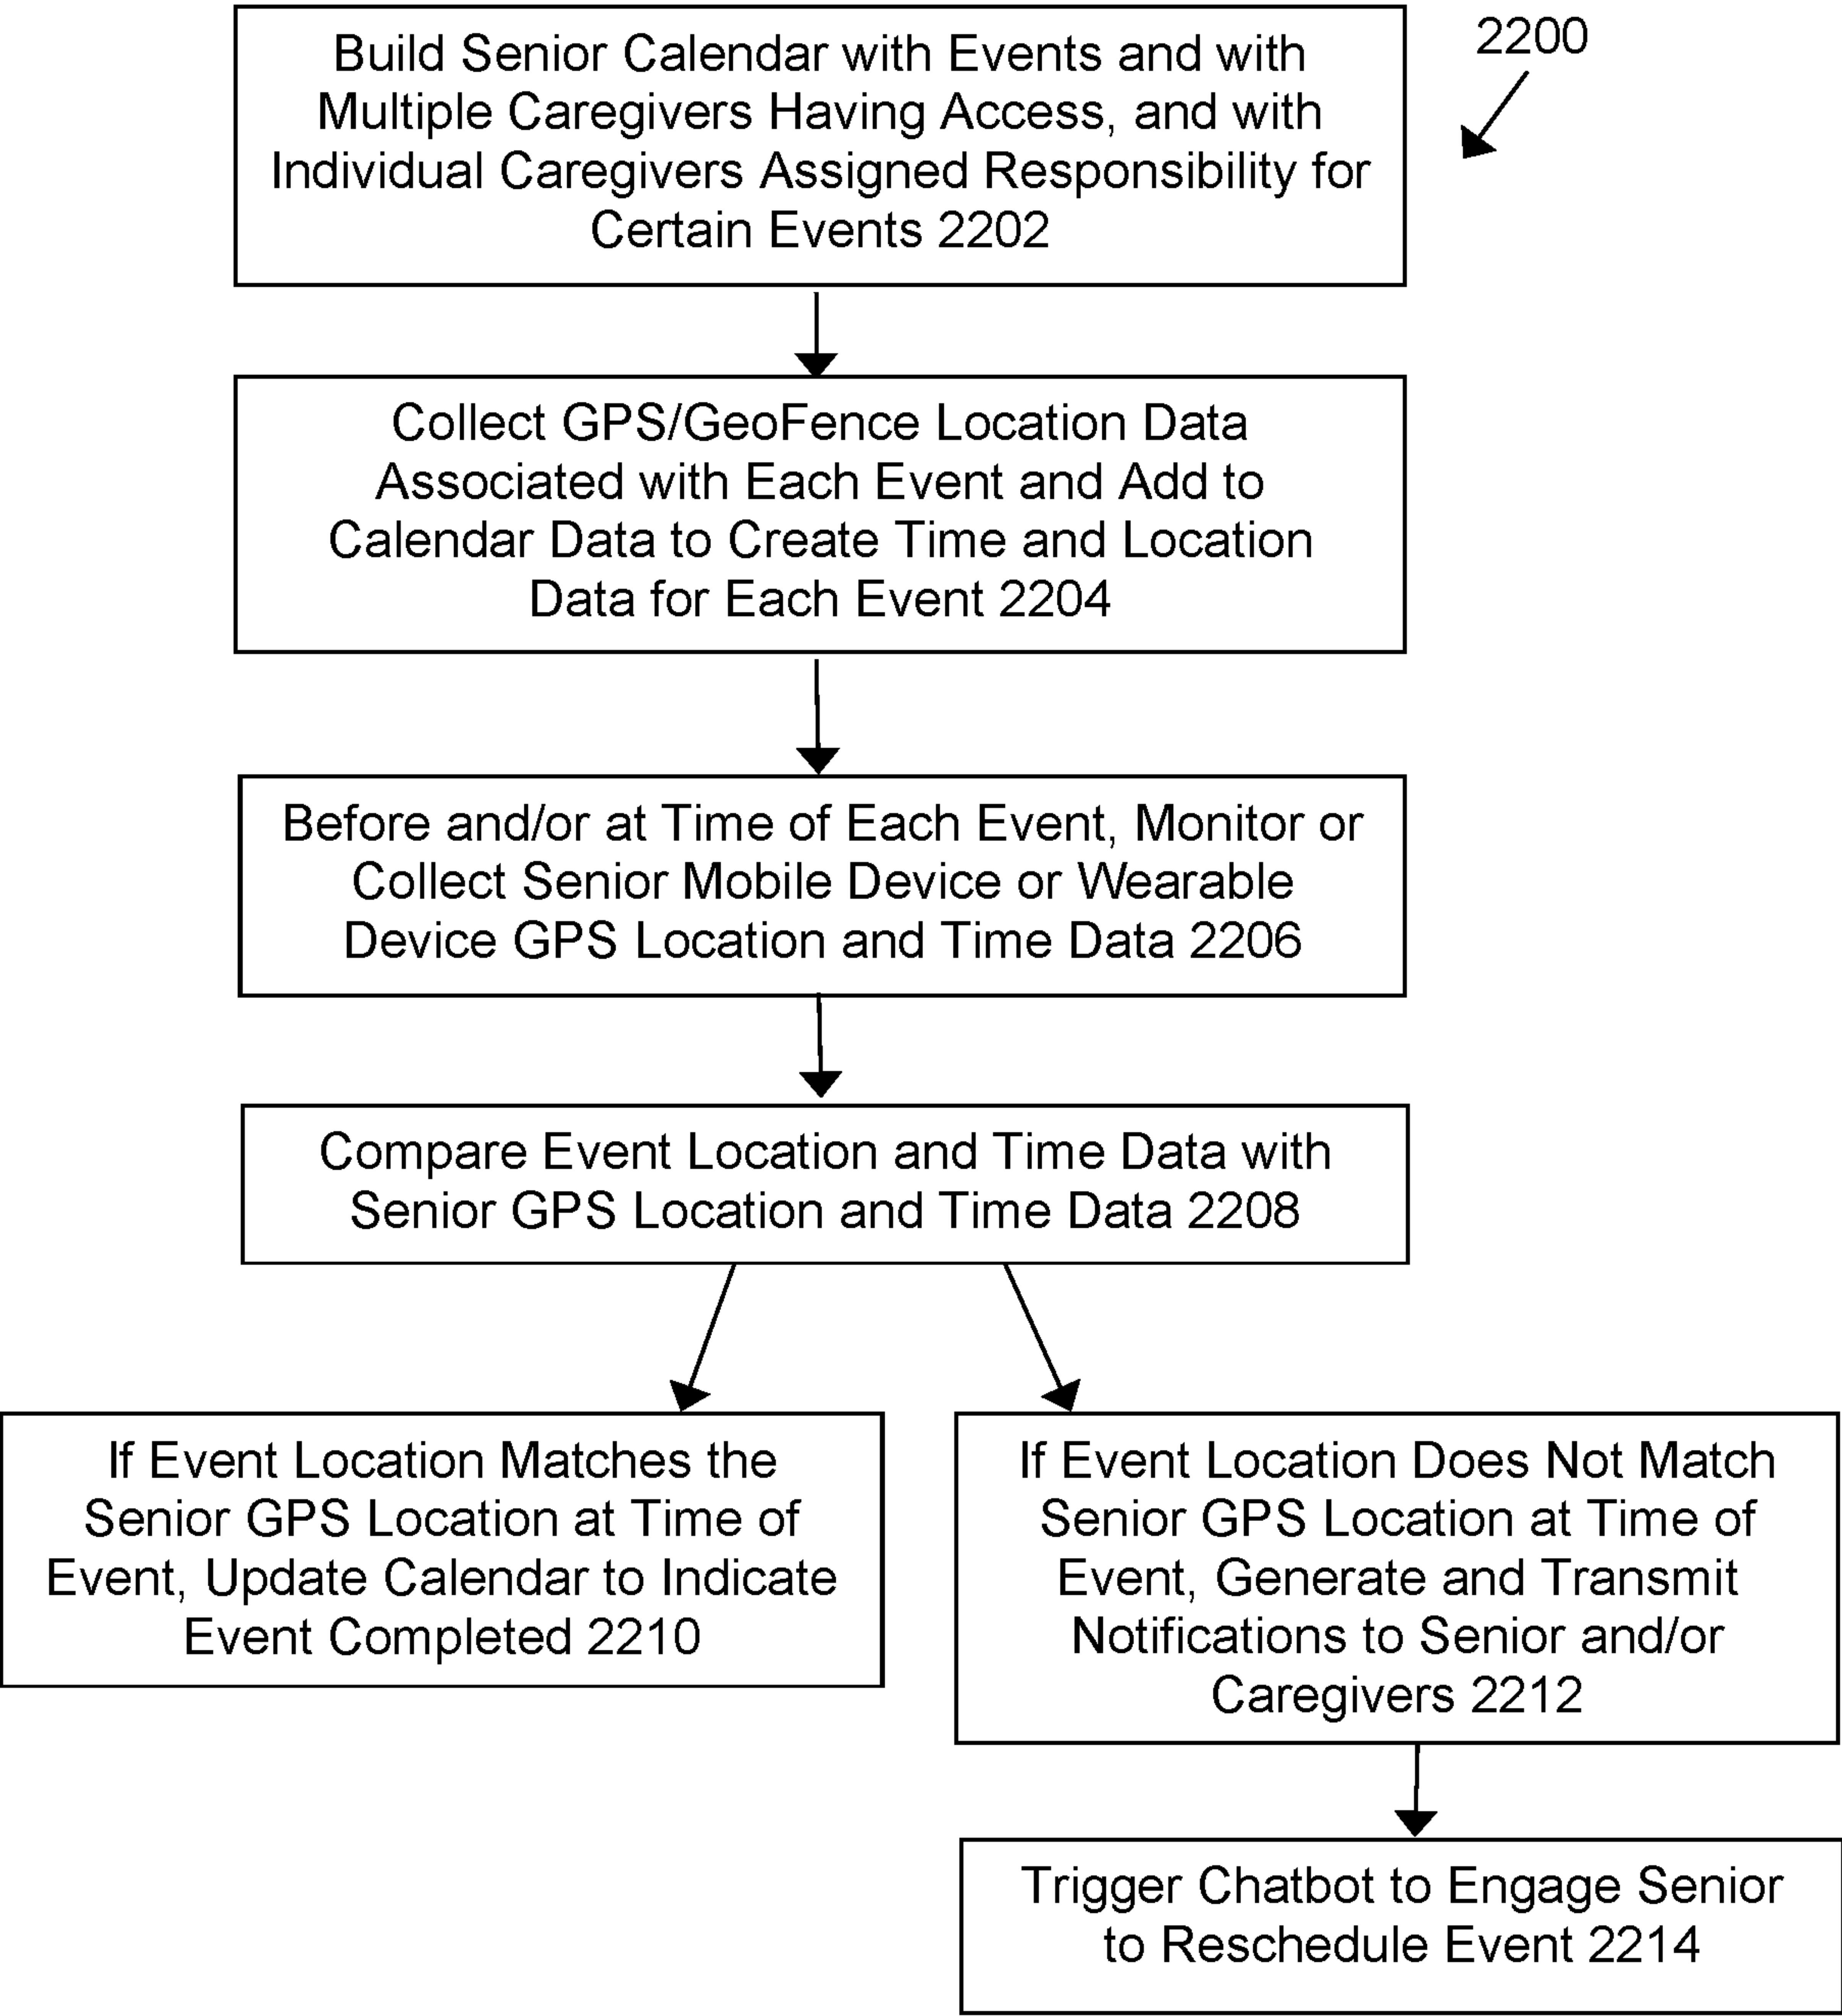 Build Senior Calendar with Events and with
Multiple Caregivers Having Access, and with
Individual Caregivers Assigned Responsibility for
Certain Events 2202
2200
Collect GPS/GeoFence Location Data
Associated with Each Event and Add to
Calendar Data to Create Time and Location
Data for Each Event 2204
Before and/or at Time of Each Event, Monitor or
Collect Senior Mobile Device or Wearable
Device GPS Location and Time Data 2206
Compare Event Location and Time Data with
Senior GPS Location and Time Data 2208
If Event Location Matches the
Senior GPS Location at Time of
Event, Update Calendar to Indicate
Event Completed 2210
If Event Location Does Not Match
Senior GPS Location at Time of
Event, Generate and Transmit
Notifications to Senior and/or
Caregivers 2212
Trigger Chatbot to Engage Senior
to Reschedule Event 2214